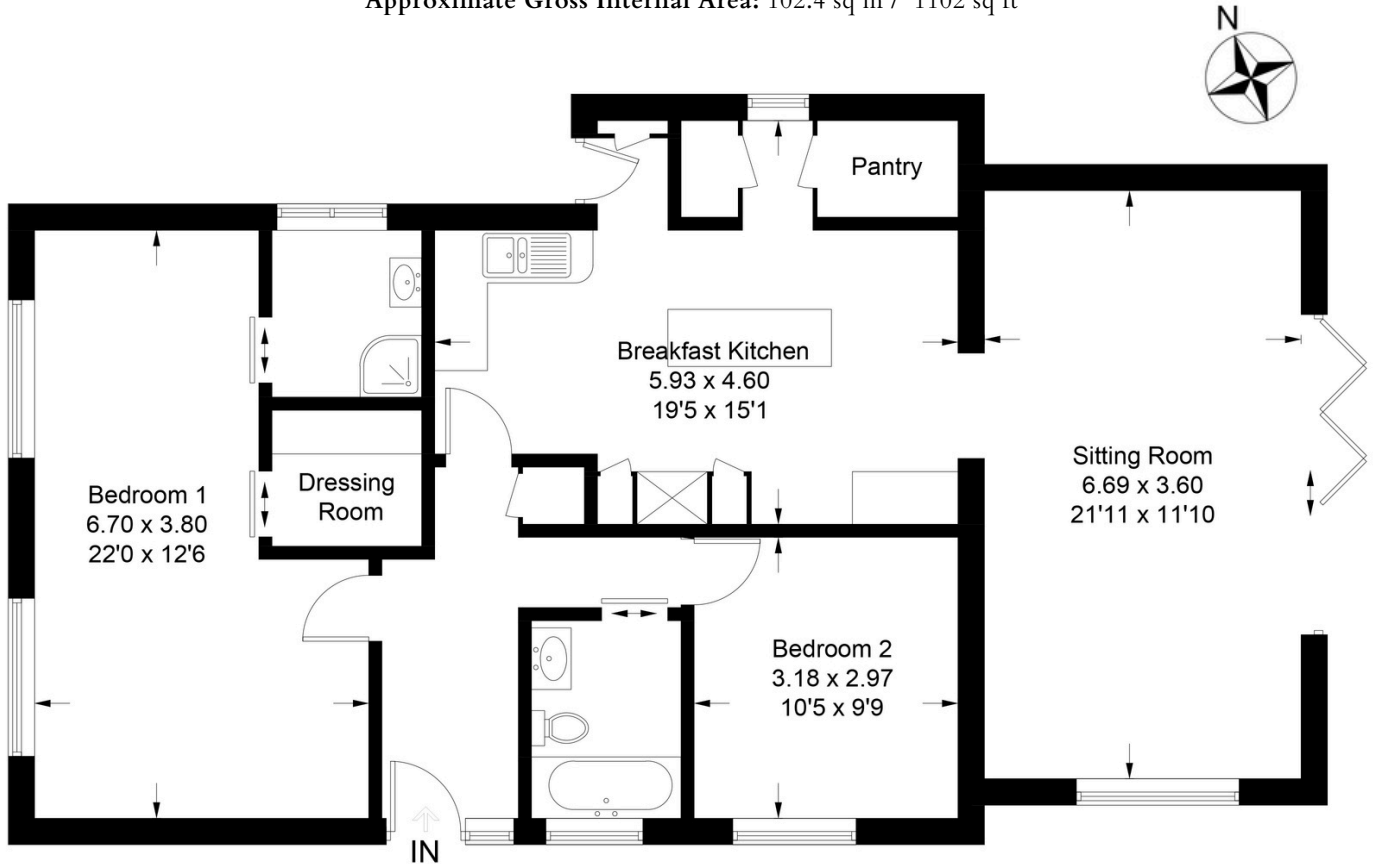 Approximate Gross Internal Area: 102.4 sq m / 1102 sq ft
N
Pantry
Breakfast Kitchen
5.93 x 4.60
19'5 x 15'1
Sitting Room
6.69 x 3.60
21'11 x 11'10
Dressing
Room
Bedroom 1
6.70 x 3.80
22'0 x 12'6
Bedroom 2
3.18 x 2.97
10'5 x 9'9
IN